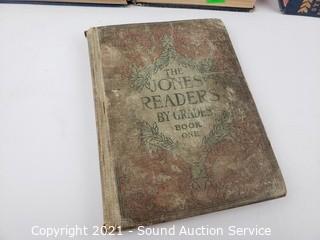 THE
JONES
READERS
BY GRADES
BOOK
ONE
Copyright 2021 - Sound Auction Service